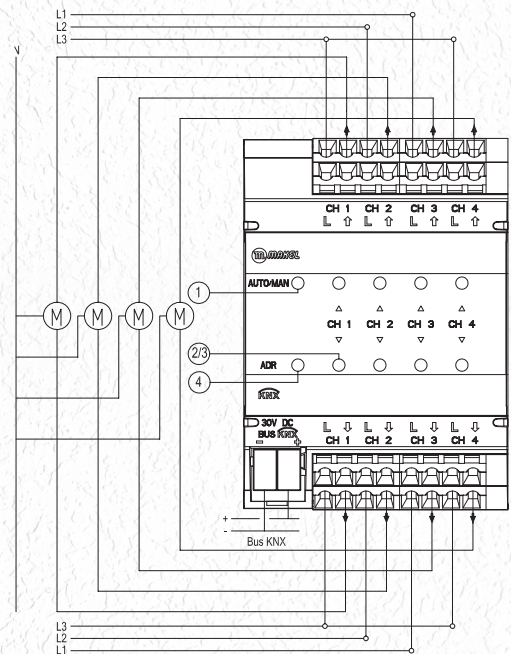 L1
L2
L3
N
CH 1 CH 2 CH 3 CH 4
L ⇧ L ⇧ L ⇧ L ⇧
m.makel
AUTO/MAN
1
△ △ △ △
CH 1 CH 2 CH 3 CH 4
▽ ▽ ▽ ▽
M M M M
2/3
ADR
4
KNX
30V DC
BUS KNX
- +
L ⇩ L ⇩ L ⇩ L ⇩
CH 1 CH 2 CH 3 CH 4
+
-
Bus KNX
L3
L2
L1